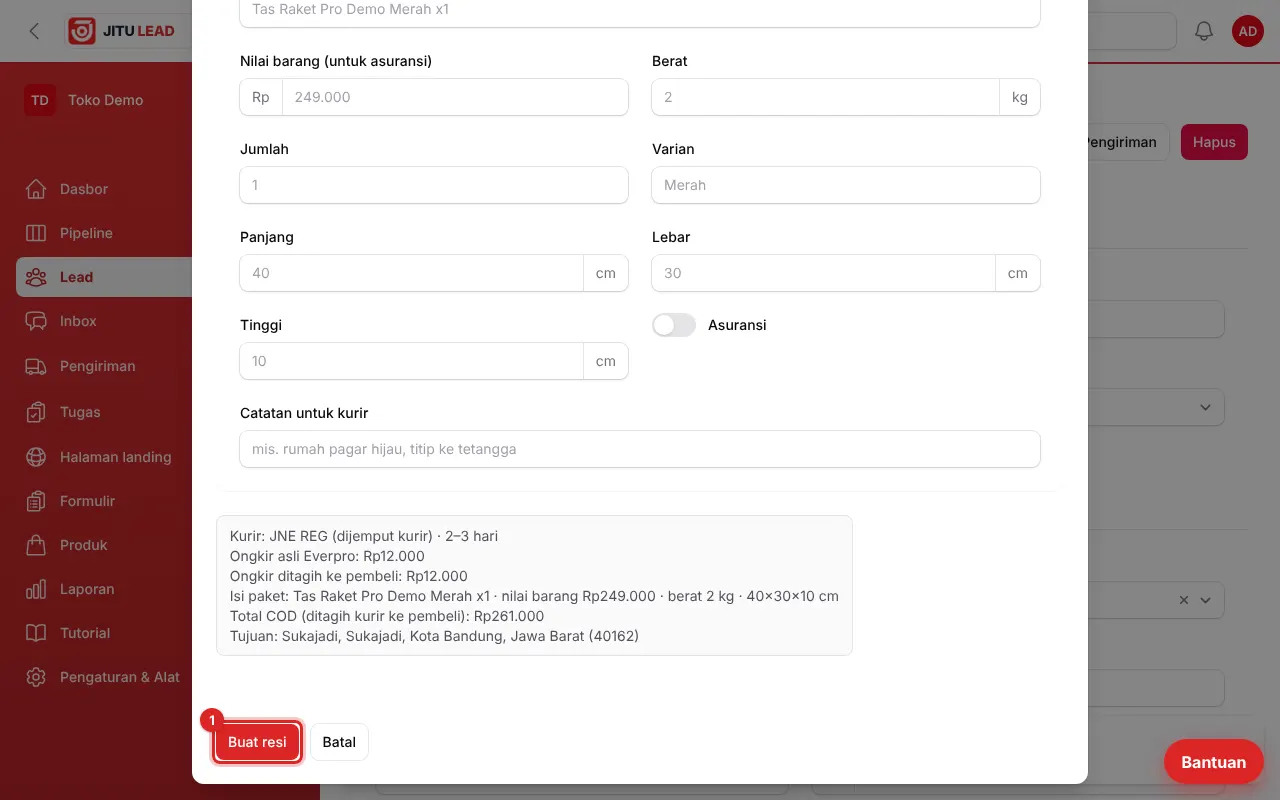 Tas Raket Pro Demo Merah x1
JITU LEAD
AD
TD
Toko Demo
Nilai barang (untuk asuransi)
Berat
Rp
249.000
2
kg
Pengiriman
Hapus
Jumlah
Varian
1
Merah
Dasbor
Pipeline
Panjang
Lebar
40
cm
30
cm
Lead
Inbox
Tinggi
Asuransi
10
cm
Pengiriman
Tugas
Catatan untuk kurir
mis. rumah pagar hijau, titip ke tetangga
Halaman landing
Formulir
Produk
Laporan
Tutorial
Pengaturan & Alat
Kurir: JNE REG (dijemput kurir) · 2–3 hari
Ongkir asli Everpro: Rp12.000
Ongkir ditagih ke pembeli: Rp12.000
Isi paket: Tas Raket Pro Demo Merah x1 · nilai barang Rp249.000 · berat 2 kg · 40×30×10 cm
Total COD (ditagih kurir ke pembeli): Rp261.000
Tujuan: Sukajadi, Sukajadi, Kota Bandung, Jawa Barat (40162)
1
Buat resi
Batal
Bantuan